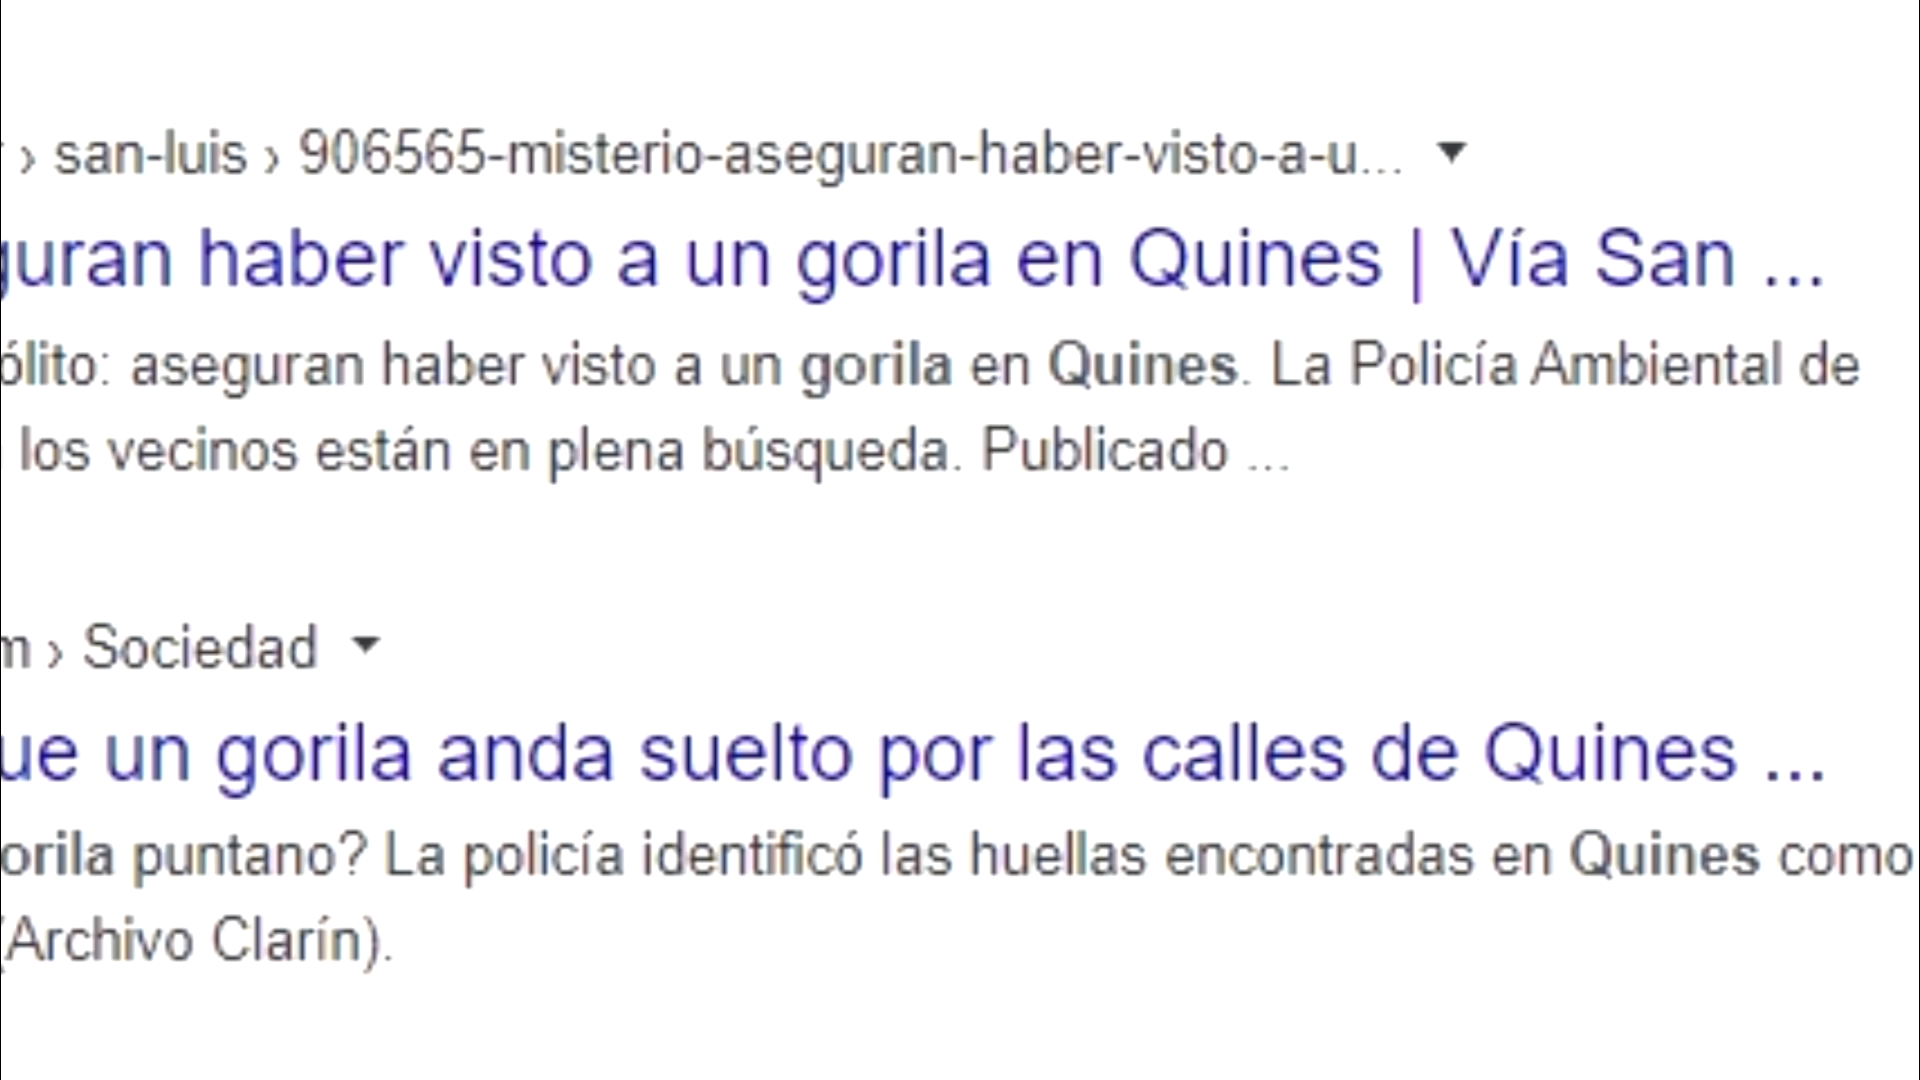 › san-luis › 906565-misterio-aseguran-haber-visto-a-u...
guran haber visto a un gorila en Quines | Vía San ...
ólito: aseguran haber visto a un gorila en Quines. La Policía Ambiental de
los vecinos están en plena búsqueda. Publicado ...
m › Sociedad
ue un gorila anda suelto por las calles de Quines ...
orila puntano? La policía identificó las huellas encontradas en Quines como
(Archivo Clarín).